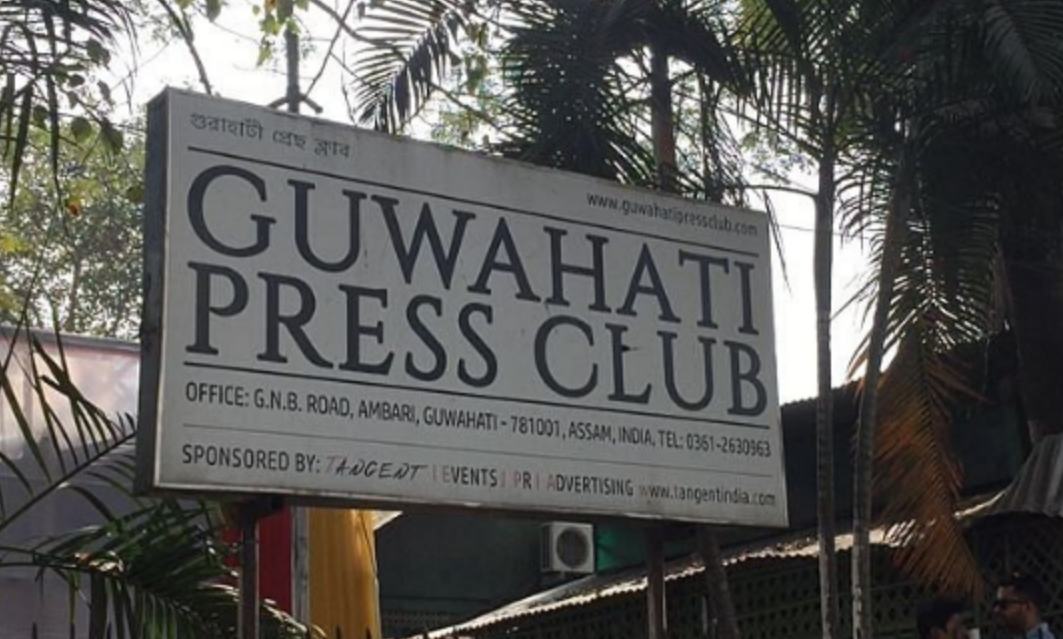 গুৱাহাটী প্ৰেছ ক্লাব
www.guwahatipressclub.com
GUWAHATI
PRESS CLUB
OFFICE: G.N.B. ROAD, AMBARI, GUWAHATI - 781001, ASSAM, INDIA, TEL: 0361-2630963
SPONSORED BY: TANGENT | EVENTS | PR | ADVERTISING www.tangentindia.com